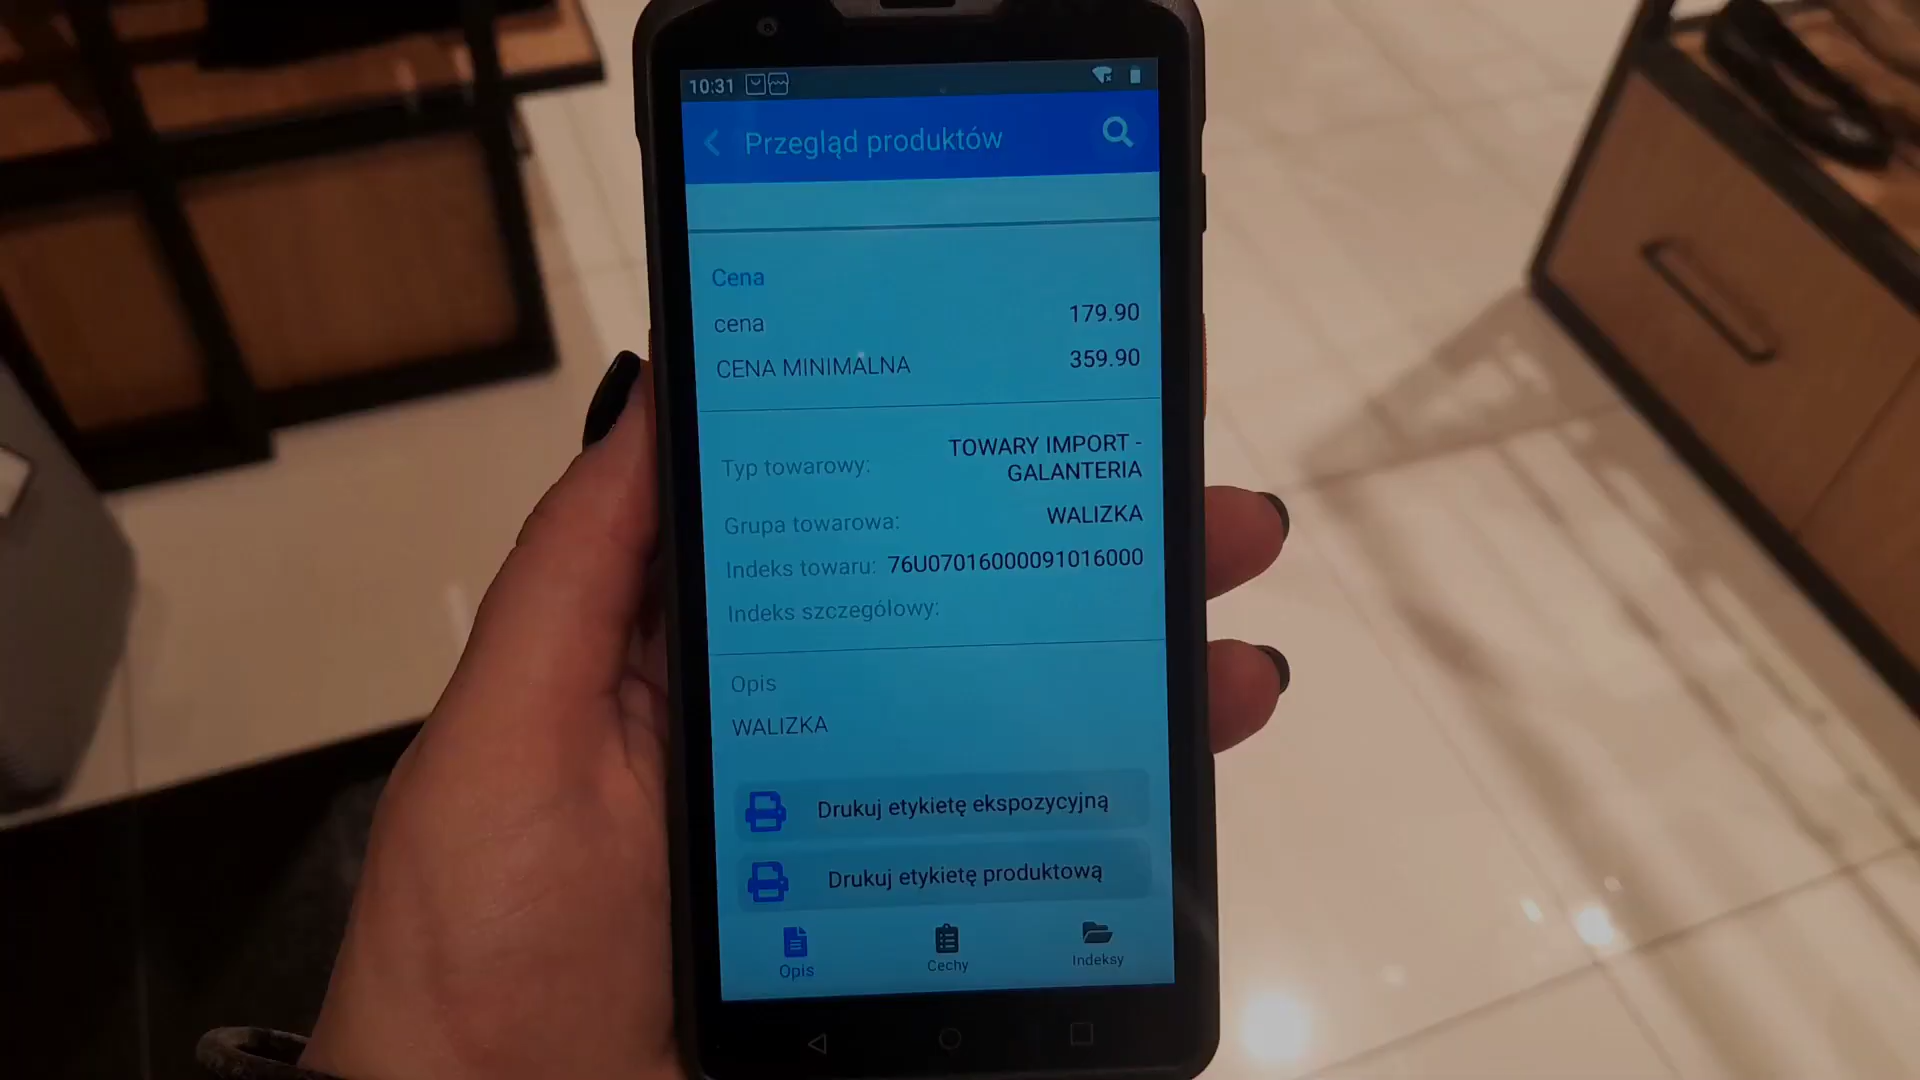 10:31
Przegląd produktów
Cena
cena 179.90
CENA MINIMALNA 359.90
Typ towarowy: TOWARY IMPORT -
GALANTERIA
Grupa towarowa: WALIZKA
Indeks towaru: 76U07016000091016000
Indeks szczególowy:
Opis
WALIZKA
Drukuj etykietę ekspozycyjną
Drukuj etykietę produktową
Opis Cechy Indeksy